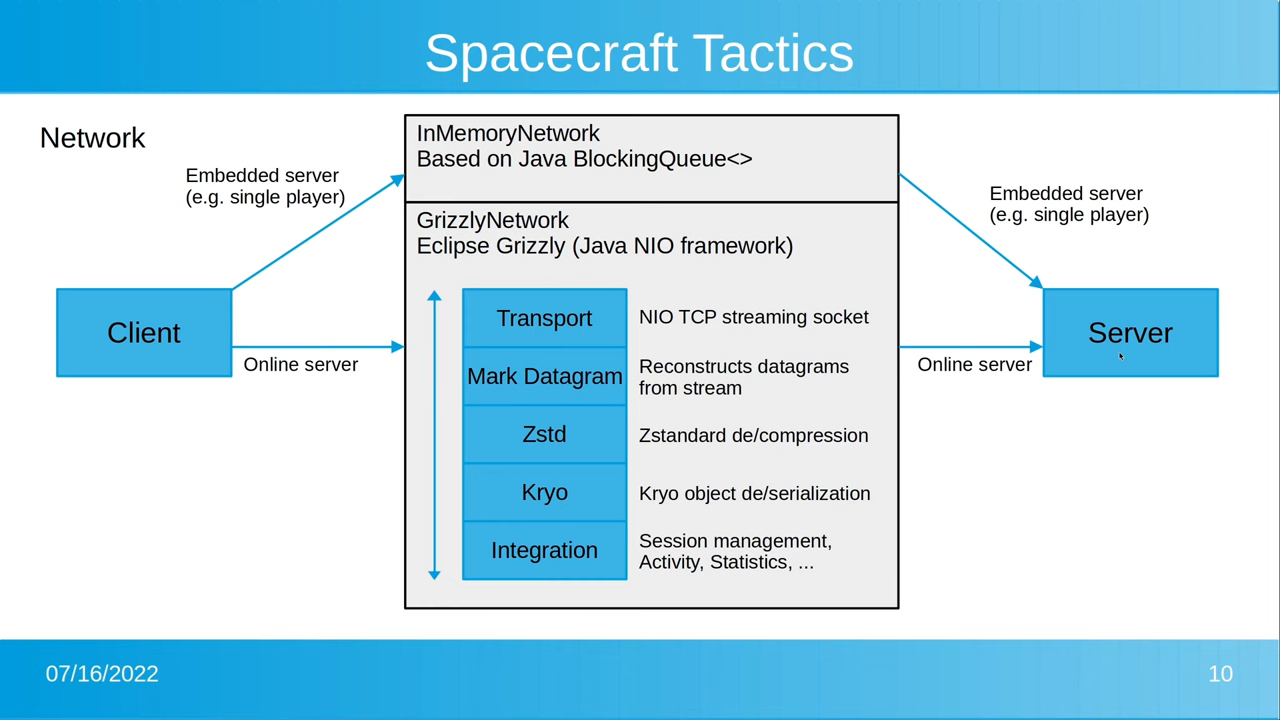 Spacecraft Tactics
Network
Embedded server
(e.g. single player)
InMemoryNetwork
Based on Java BlockingQueue<>
GrizzlyNetwork
Eclipse Grizzly (Java NIO framework)
Embedded server
(e.g. single player)
Client
Online server
Transport
NIO TCP streaming socket
Mark Datagram
Reconstructs datagrams
from stream
Zstd
Zstandard de/compression
Kryo
Kryo object de/serialization
Integration
Session management,
Activity, Statistics, ...
Online server
Server
07/16/2022
10